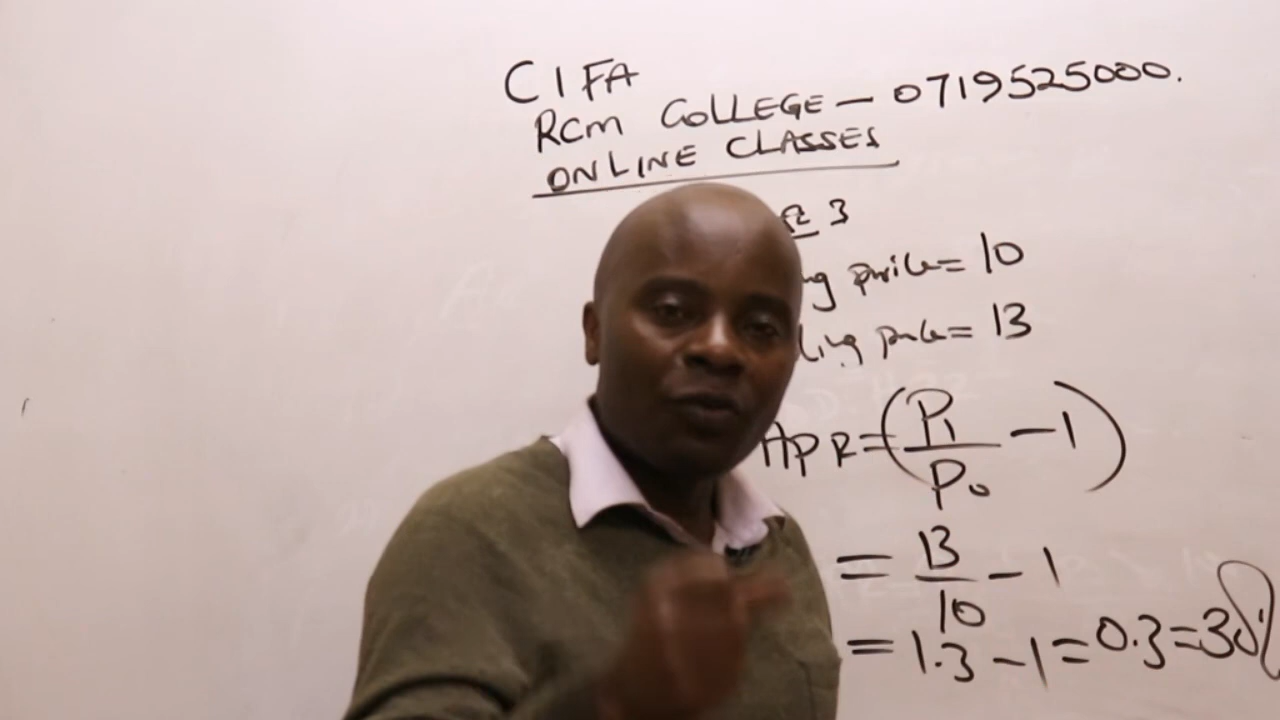 CIFA
RCM COLLEGE – 0719525000.
ONLINE CLASSES
3
price = 10
price = 13
APR = (P₁/P₀ – 1)
= 13/10 – 1
= 1.3 – 1 = 0.3 = 30%